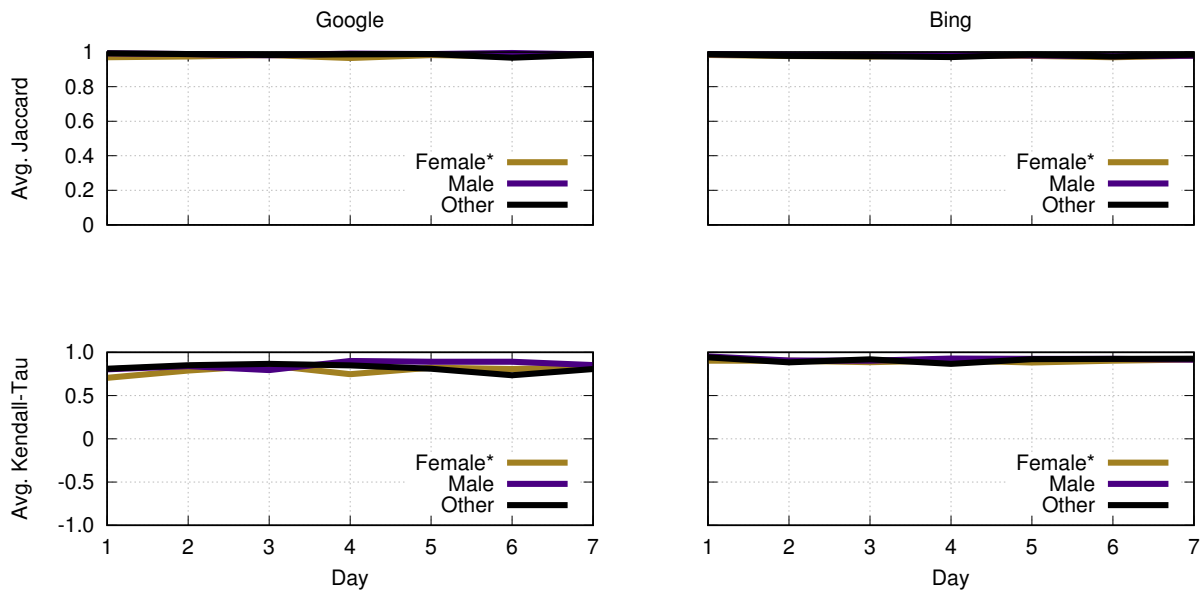 Google
Bing
Avg. Jaccard
1
0.8
0.6
0.4
0.2
0
Female*
Male
Other
Female*
Male
Other
Avg. Kendall-Tau
1.0
0.5
0
-0.5
-1.0
Female*
Male
Other
1 2 3 4 5 6 7
Day
Female*
Male
Other
1 2 3 4 5 6 7
Day